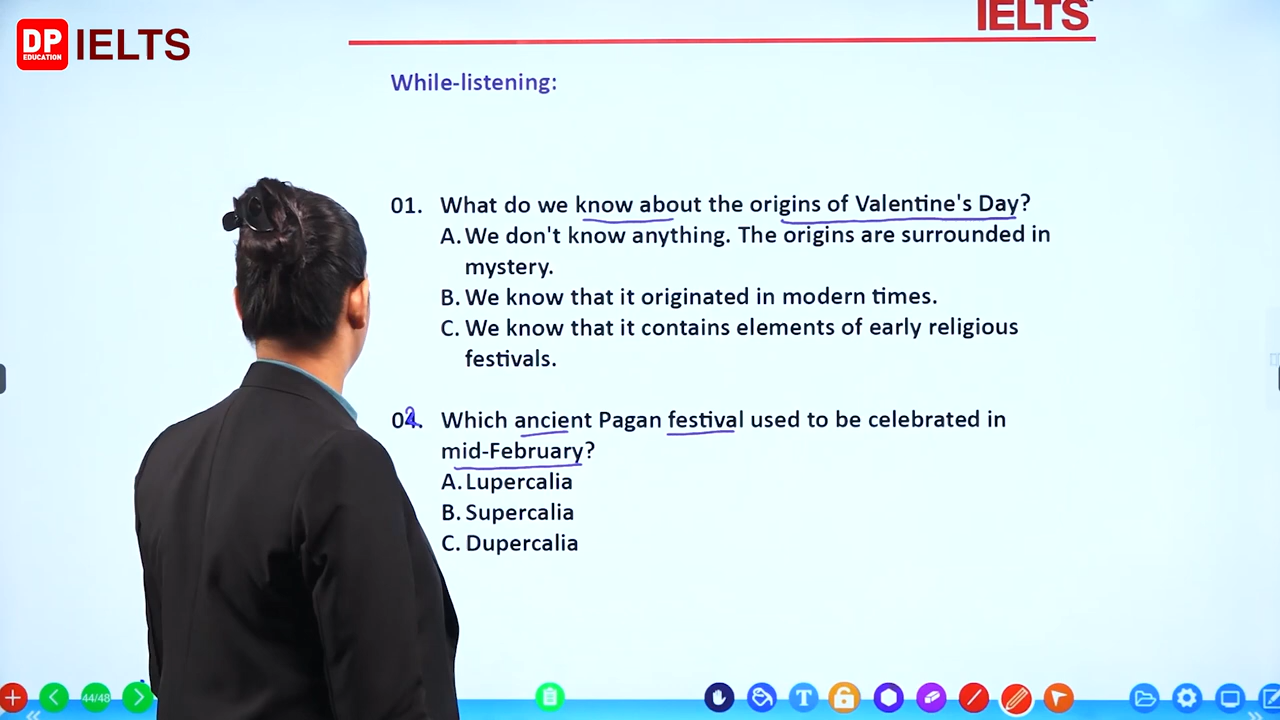 DP
EDUCATION
IELTS
IELTS
While-listening:
01. What do we know about the origins of Valentine's Day?
A. We don't know anything. The origins are surrounded in
mystery.
B. We know that it originated in modern times.
C. We know that it contains elements of early religious
festivals.
02. Which ancient Pagan festival used to be celebrated in
mid-February?
A. Lupercalia
B. Supercalia
C. Dupercalia
44/48
T